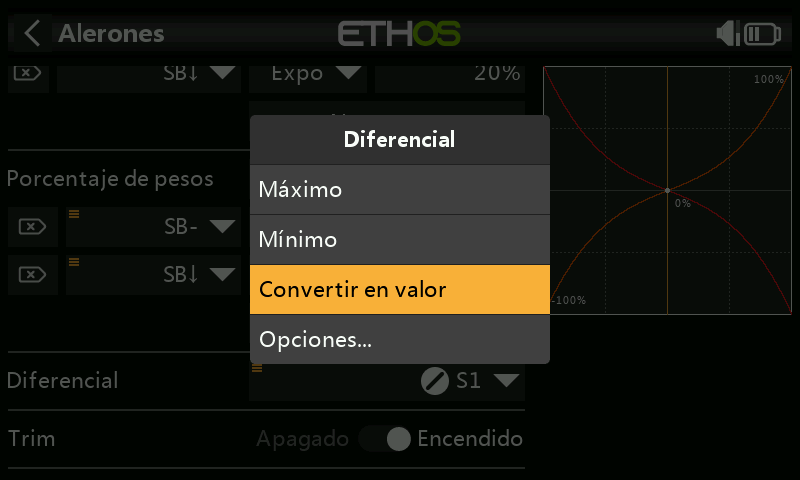 Alerones
ETHOS
SB↓
Expo
20%
100%
Diferencial
Máximo
Porcentaje de pesos
0%
SB-
Mínimo
SB↓
Convertir en valor
-100%
Opciones...
Diferencial
S1
Trim
Apagado
Encendido